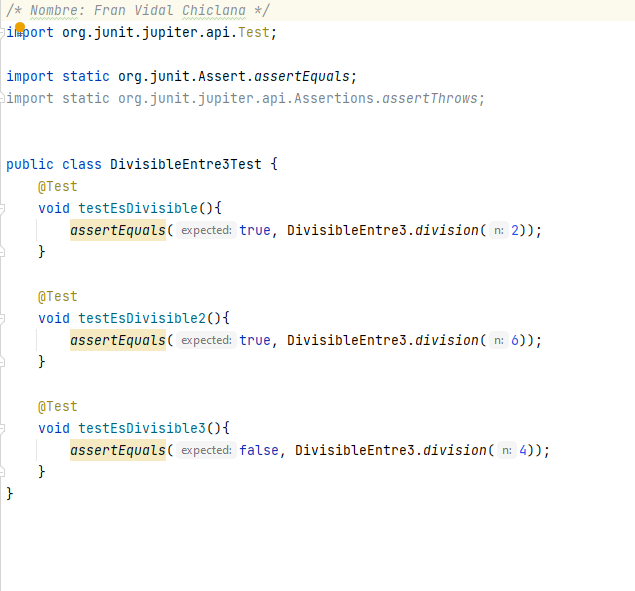 /* Nombre: Fran Vidal Chiclana */
import org.junit.jupiter.api.Test;
import static org.junit.Assert.assertEquals;
import static org.junit.jupiter.api.Assertions.assertThrows;
public class DivisibleEntre3Test {
@Test
void testEsDivisible(){
assertEquals( expected: true, DivisibleEntre3.division( n: 2));
}
@Test
void testEsDivisible2(){
assertEquals( expected: true, DivisibleEntre3.division( n: 6));
}
@Test
void testEsDivisible3(){
assertEquals( expected: false, DivisibleEntre3.division( n: 4));
}
}